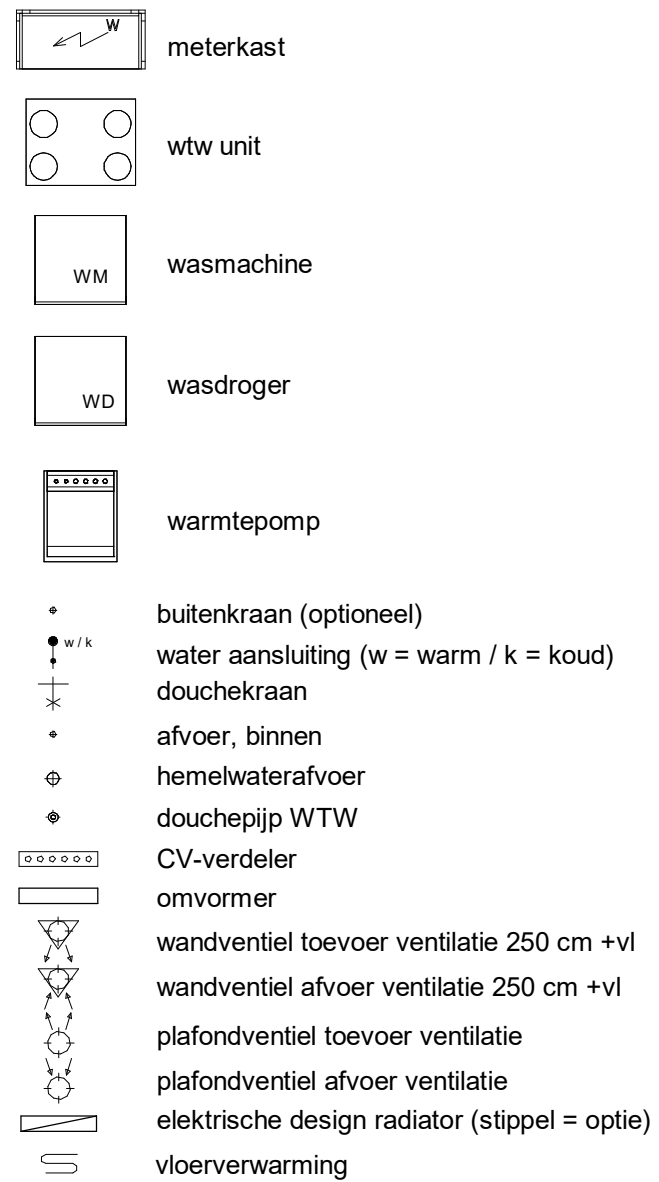 W
meterkast
wtw unit
WM
wasmachine
WD
wasdroger
warmtepomp
buitenkraan (optioneel)
w / k
water aansluiting (w = warm / k = koud)
douchekraan
afvoer, binnen
hemelwaterafvoer
douchepijp WTW
CV-verdeler
omvormer
wandventiel toevoer ventilatie 250 cm +vl
wandventiel afvoer ventilatie 250 cm +vl
plafondventiel toevoer ventilatie
plafondventiel afvoer ventilatie
elektrische design radiator (stippel = optie)
vloerverwarming